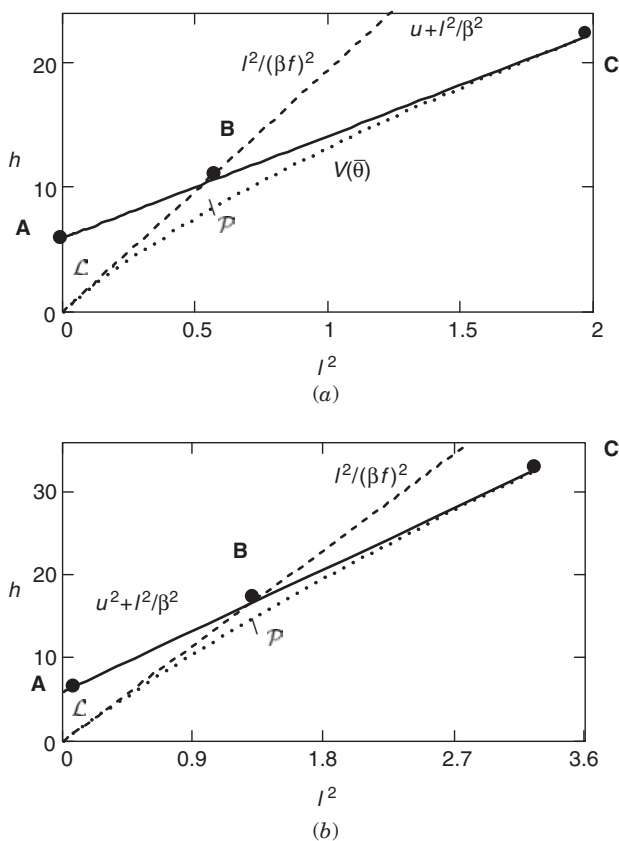 u+l²/β²
20
l²/(βf)²
C
B
h
V(θ̄)
10
A
𝒫
ℒ
0
0 0.5 1 1.5 2
l²
(a)
C
l²/(βf)²
30
B
h
20
u²+l²/β²
𝒫
10
A
ℒ
0
0 0.9 1.8 2.7 3.6
l²
(b)